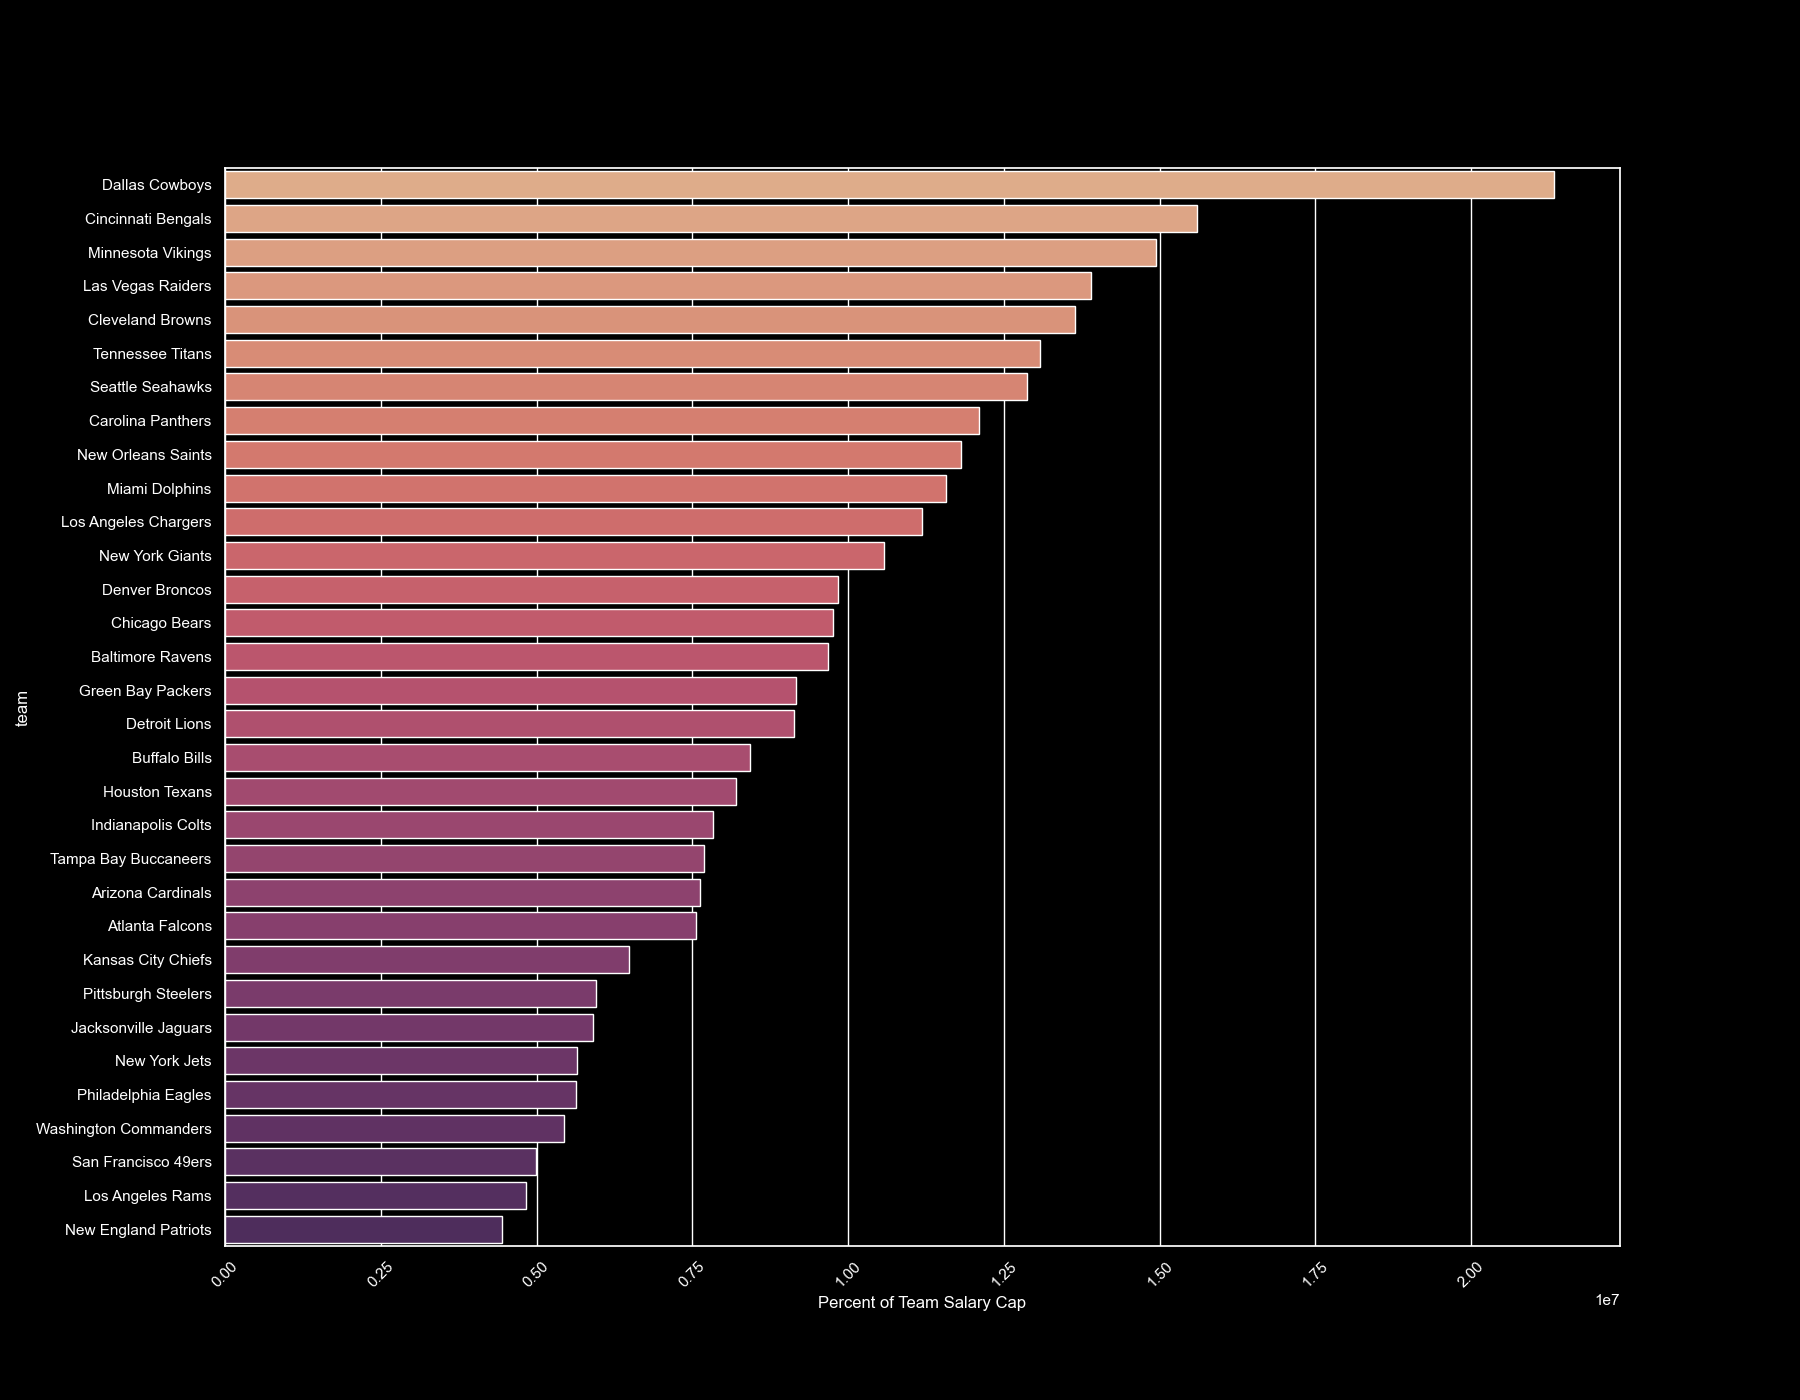 Dallas Cowboys
Cincinnati Bengals
Minnesota Vikings
Las Vegas Raiders
Cleveland Browns
Tennessee Titans
Seattle Seahawks
Carolina Panthers
New Orleans Saints
Miami Dolphins
Los Angeles Chargers
New York Giants
Denver Broncos
Chicago Bears
Baltimore Ravens
Green Bay Packers
Detroit Lions
Buffalo Bills
Houston Texans
Indianapolis Colts
Tampa Bay Buccaneers
Arizona Cardinals
Atlanta Falcons
Kansas City Chiefs
Pittsburgh Steelers
Jacksonville Jaguars
New York Jets
Philadelphia Eagles
Washington Commanders
San Francisco 49ers
Los Angeles Rams
New England Patriots
team
0.00 0.25 0.50 0.75 1.00 1.25 1.50 1.75 2.00
1e7
Percent of Team Salary Cap